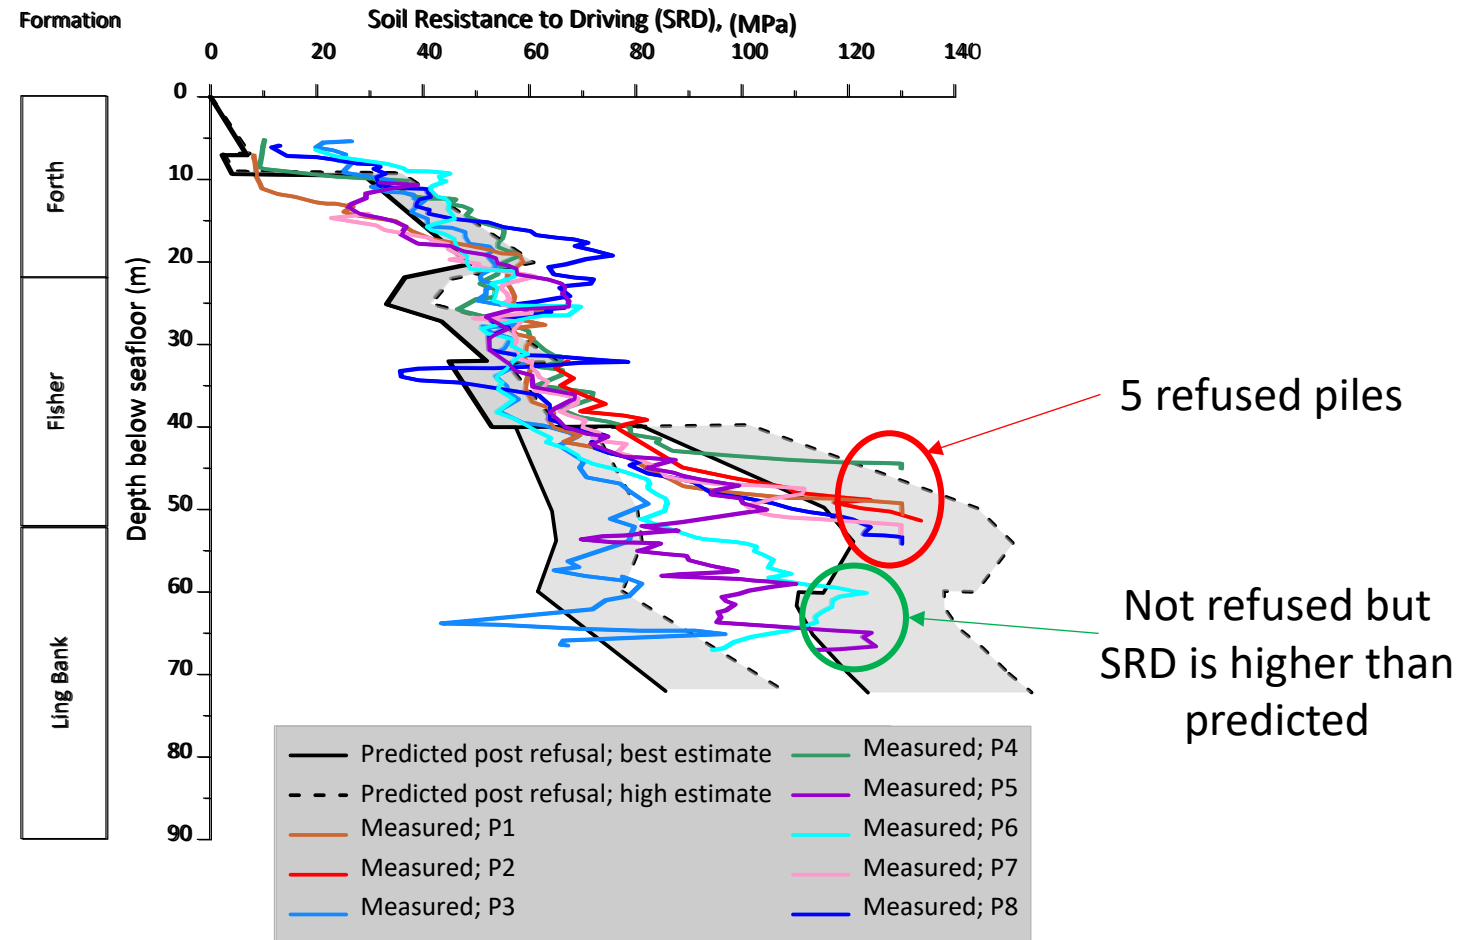 Formation
Soil Resistance to Driving (SRD), (MPa)
0 20 40 60 80 100 120 140
Depth below seafloor (m)
0
10
20
30
40
50
60
70
80
90
Forth
Fisher
Ling Bank
5 refused piles
Not refused but
SRD is higher than
predicted
Predicted post refusal; best estimate
Predicted post refusal; high estimate
Measured; P1
Measured; P2
Measured; P3
Measured; P4
Measured; P5
Measured; P6
Measured; P7
Measured; P8